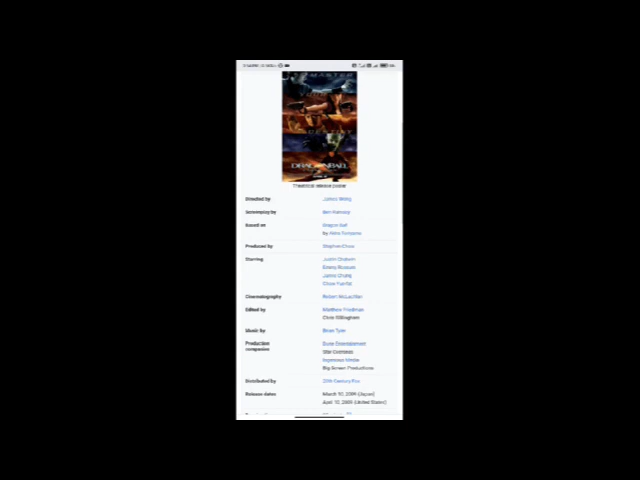 DRAGONBALL
Theatrical release poster
Directed by James Wong
Screenplay by Ben Ramsey
Based on Dragon Ball
by Akira Toriyama
Produced by Stephen Chow
Starring Justin Chatwin
Emmy Rossum
Jamie Chung
Chow Yun-fat
Cinematography Robert McLachlan
Edited by Matthew Friedman
Chris Willingham
Music by Brian Tyler
Production Dune Entertainment
companies Star Overseas
Ingenious Media
Big Screen Productions
Distributed by 20th Century Fox
Release dates March 10, 2009 (Japan)
April 10, 2009 (United States)